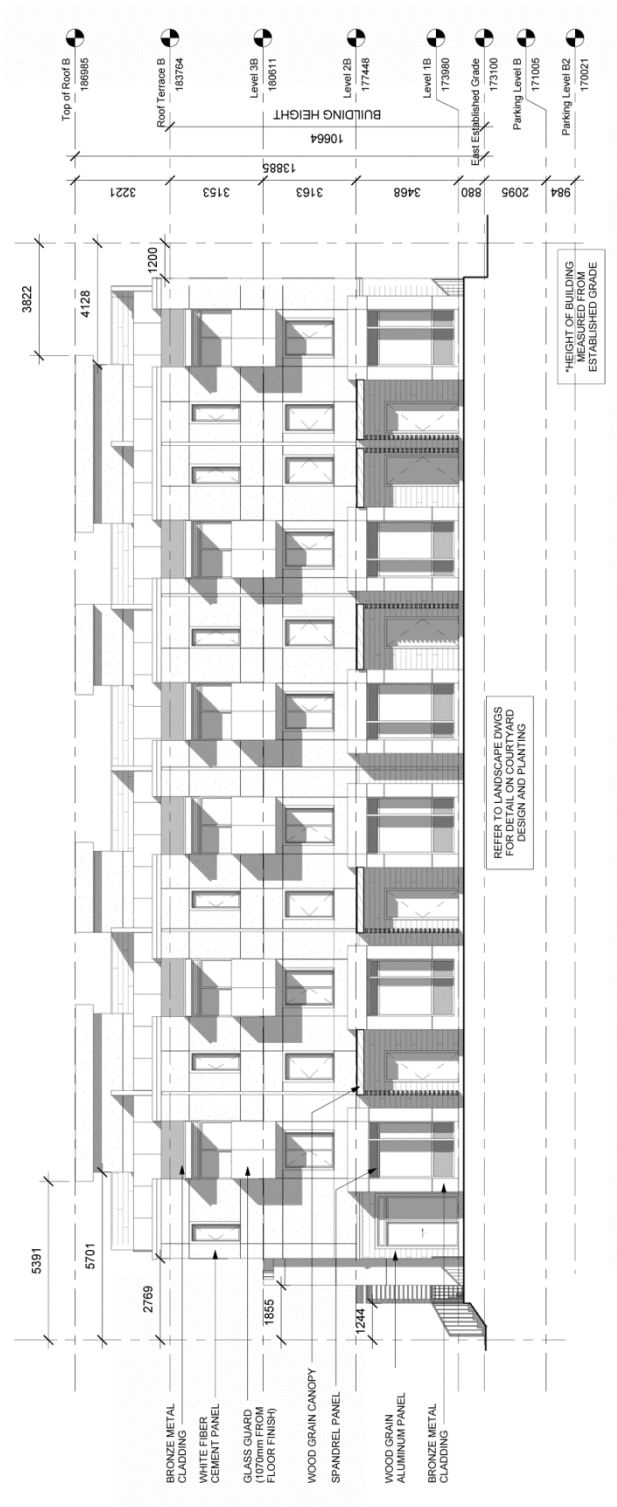 Top of Roof B
186985
Roof Terrace B
183764
Level 3B
180611
Level 2B
177448
Level 1B
173980
East Established Grade
173100
Parking Level B
171005
Parking Level B2
170021
BUILDING HEIGHT
10664
13885
3221
3153
3163
3468
880
2095
984
3822
4128
1200
*HEIGHT OF BUILDING
MEASURED FROM
ESTABLISHED GRADE
REFER TO LANDSCAPE DWGS
FOR DETAIL ON COURTYARD
DESIGN AND PLANTING
5391
5701
2769
1855
1244
BRONZE METAL
CLADDING
WHITE FIBER
CEMENT PANEL
GLASS GUARD
(1070mm FROM
FLOOR FINISH)
WOOD GRAIN CANOPY
SPANDREL PANEL
WOOD GRAIN
ALUMINUM PANEL
BRONZE METAL
CLADDING